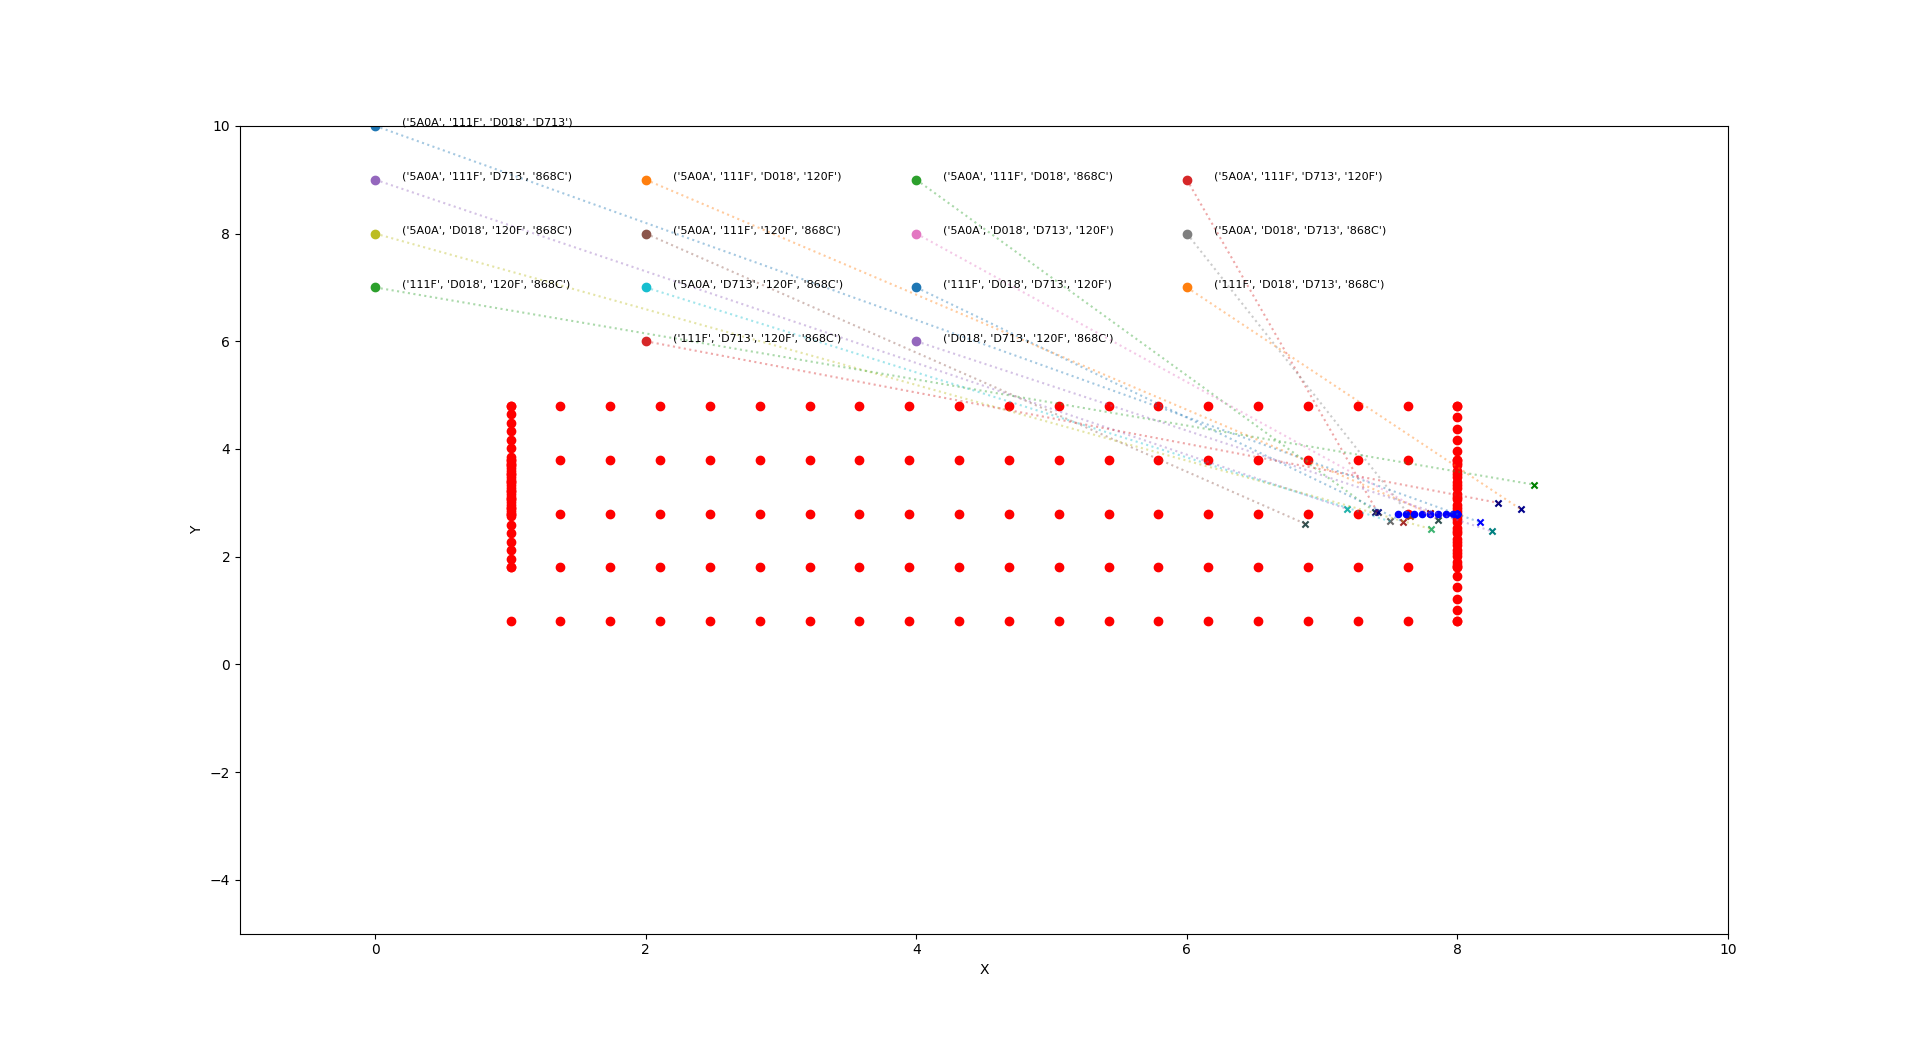 10
('5A0A', '111F', 'D018', 'D713')
('5A0A', '111F', 'D713', '868C')
('5A0A', '111F', 'D018', '120F')
('5A0A', '111F', 'D018', '868C')
('5A0A', '111F', 'D713', '120F')
8
('5A0A', 'D018', '120F', '868C')
('5A0A', '111F', '120F', '868C')
('5A0A', 'D018', 'D713', '120F')
('5A0A', 'D018', 'D713', '868C')
('111F', 'D018', '120F', '868C')
('5A0A', 'D713', '120F', '868C')
('111F', 'D018', 'D713', '120F')
('111F', 'D018', 'D713', '868C')
6
('111F', 'D713', '120F', '868C')
('D018', 'D713', '120F', '868C')
4
2
0
−2
−4
Y
0
2
4
6
8
10
X